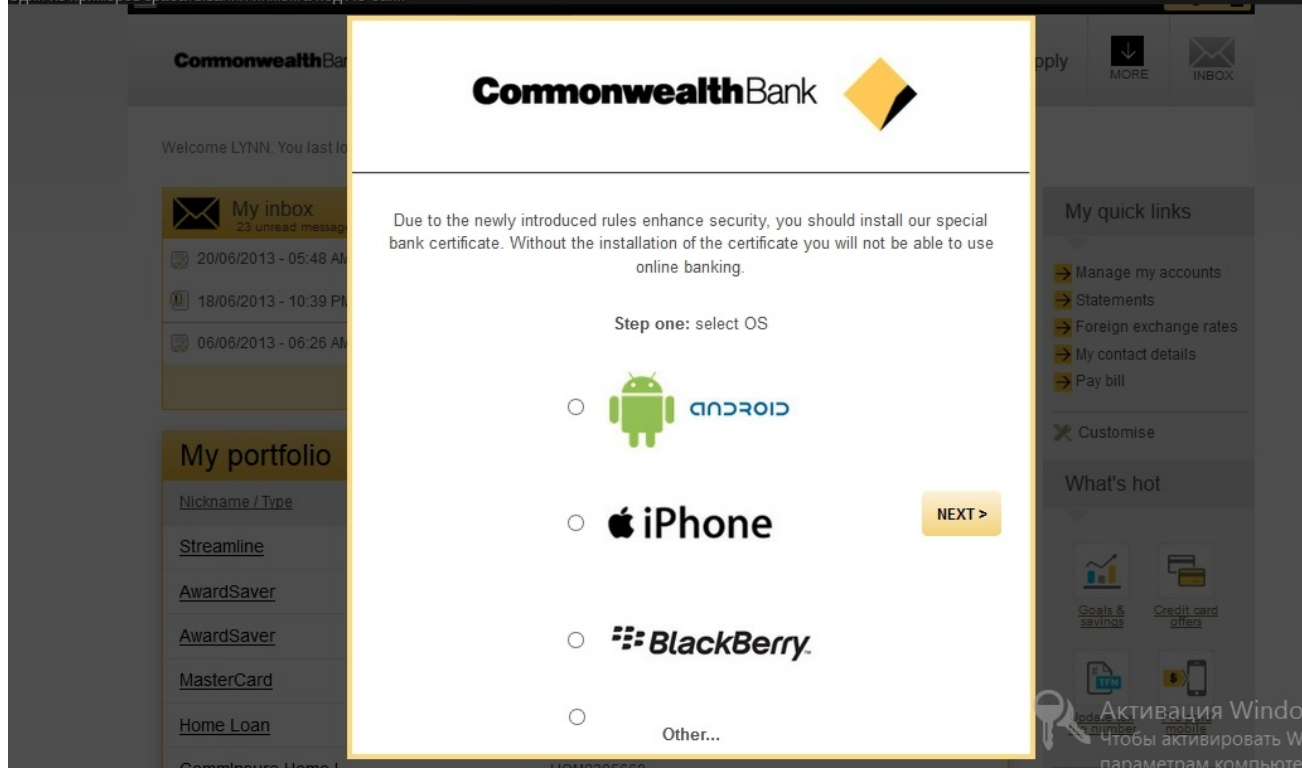 CommonwealthBank
CommonwealthBa
pply
MORE
INBOX
Welcome LYNN. You last lo
My inbox
23 unread messag
20/06/2013 - 05:48 AM
18/06/2013 - 10:39 PM
06/06/2013 - 06:26 AM
My portfolio
Nickname / Type
Streamline
AwardSaver
AwardSaver
MasterCard
Home Loan
Due to the newly introduced rules enhance security, you should install our special
bank certificate. Without the installation of the certificate you will not be able to use
online banking.
Step one: select OS
android
iPhone
BlackBerry
Other...
NEXT >
My quick links
Manage my accounts
Statements
Foreign exchange rates
My contact details
Pay bill
Customise
What's hot
Goals &
savings
Credit card
offers
TFN
mobile
Активация Windo
Чтобы активировать W
параметрам компьюте